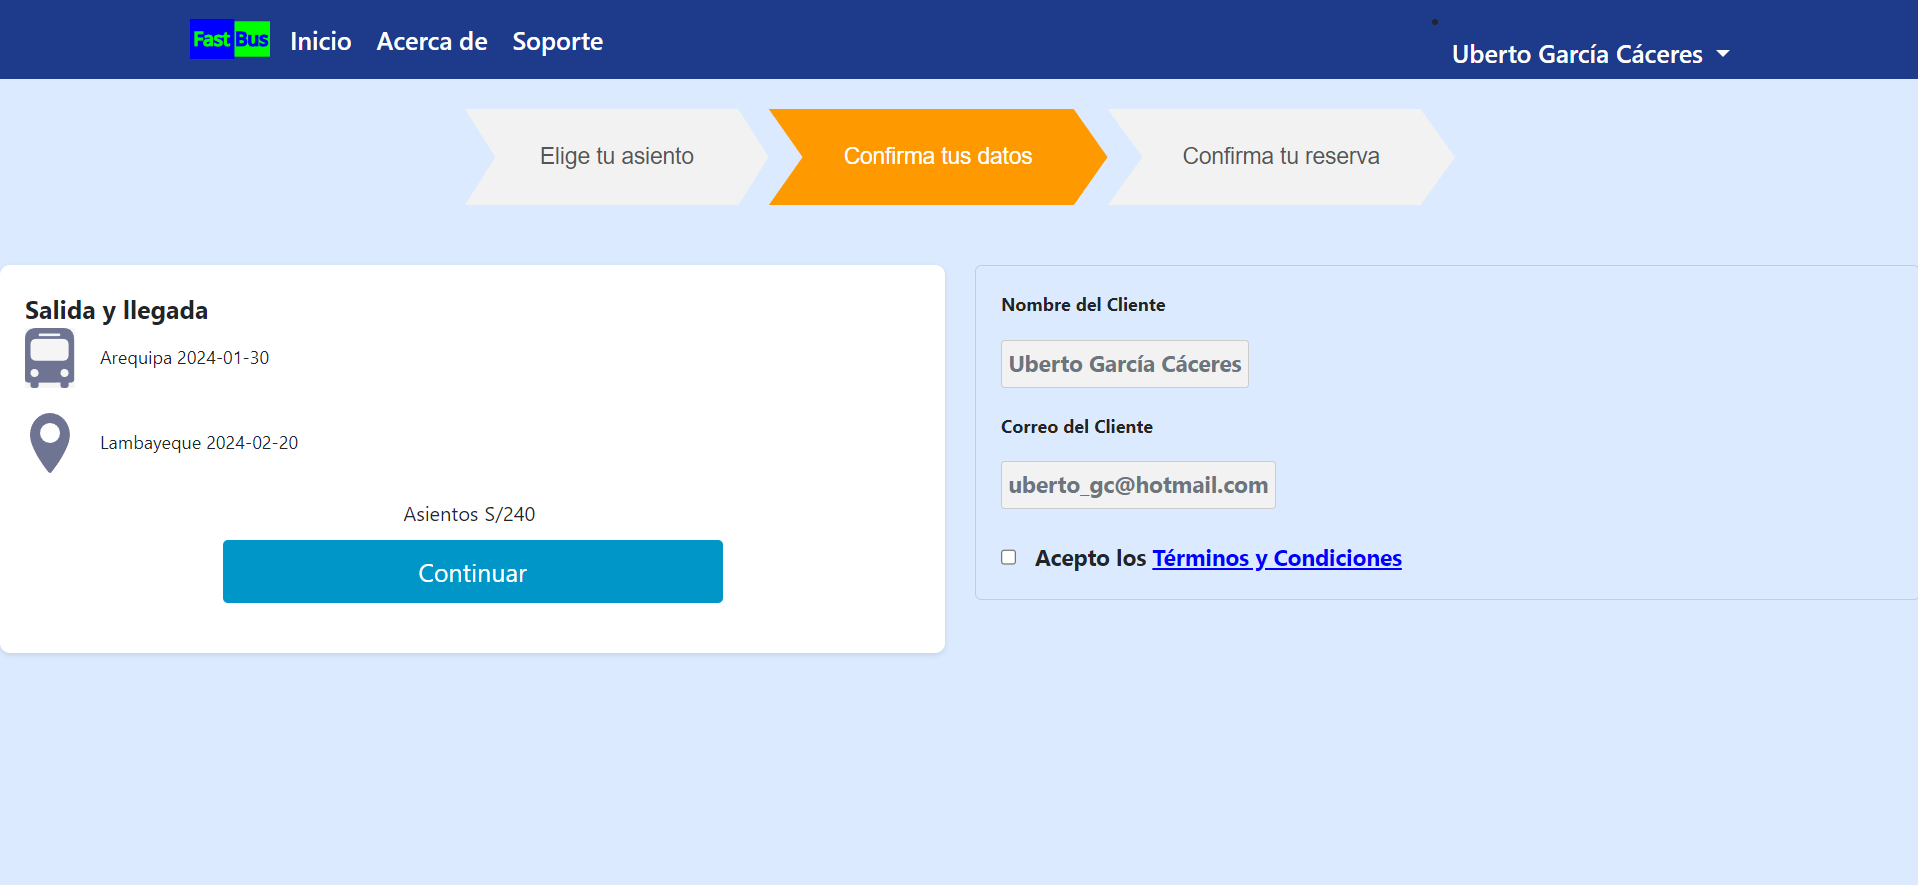 Fast Bus Inicio Acerca de Soporte
Uberto García Cáceres
Elige tu asiento
Confirma tus datos
Confirma tu reserva
Salida y llegada
Arequipa 2024-01-30
Lambayeque 2024-02-20
Asientos S/240
Continuar
Nombre del Cliente
Uberto García Cáceres
Correo del Cliente
uberto_gc@hotmail.com
Acepto los Términos y Condiciones